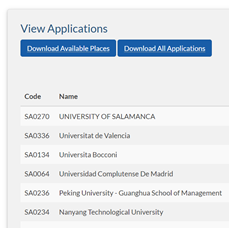 View Applications
Download Available Places Download All Applications
Code Name
SA0270 UNIVERSITY OF SALAMANCA
SA0336 Universitat de Valencia
SA0134 Universita Bocconi
SA0064 Universidad Complutense De Madrid
SA0236 Peking University - Guanghua School of Management
SA0234 Nanyang Technological University